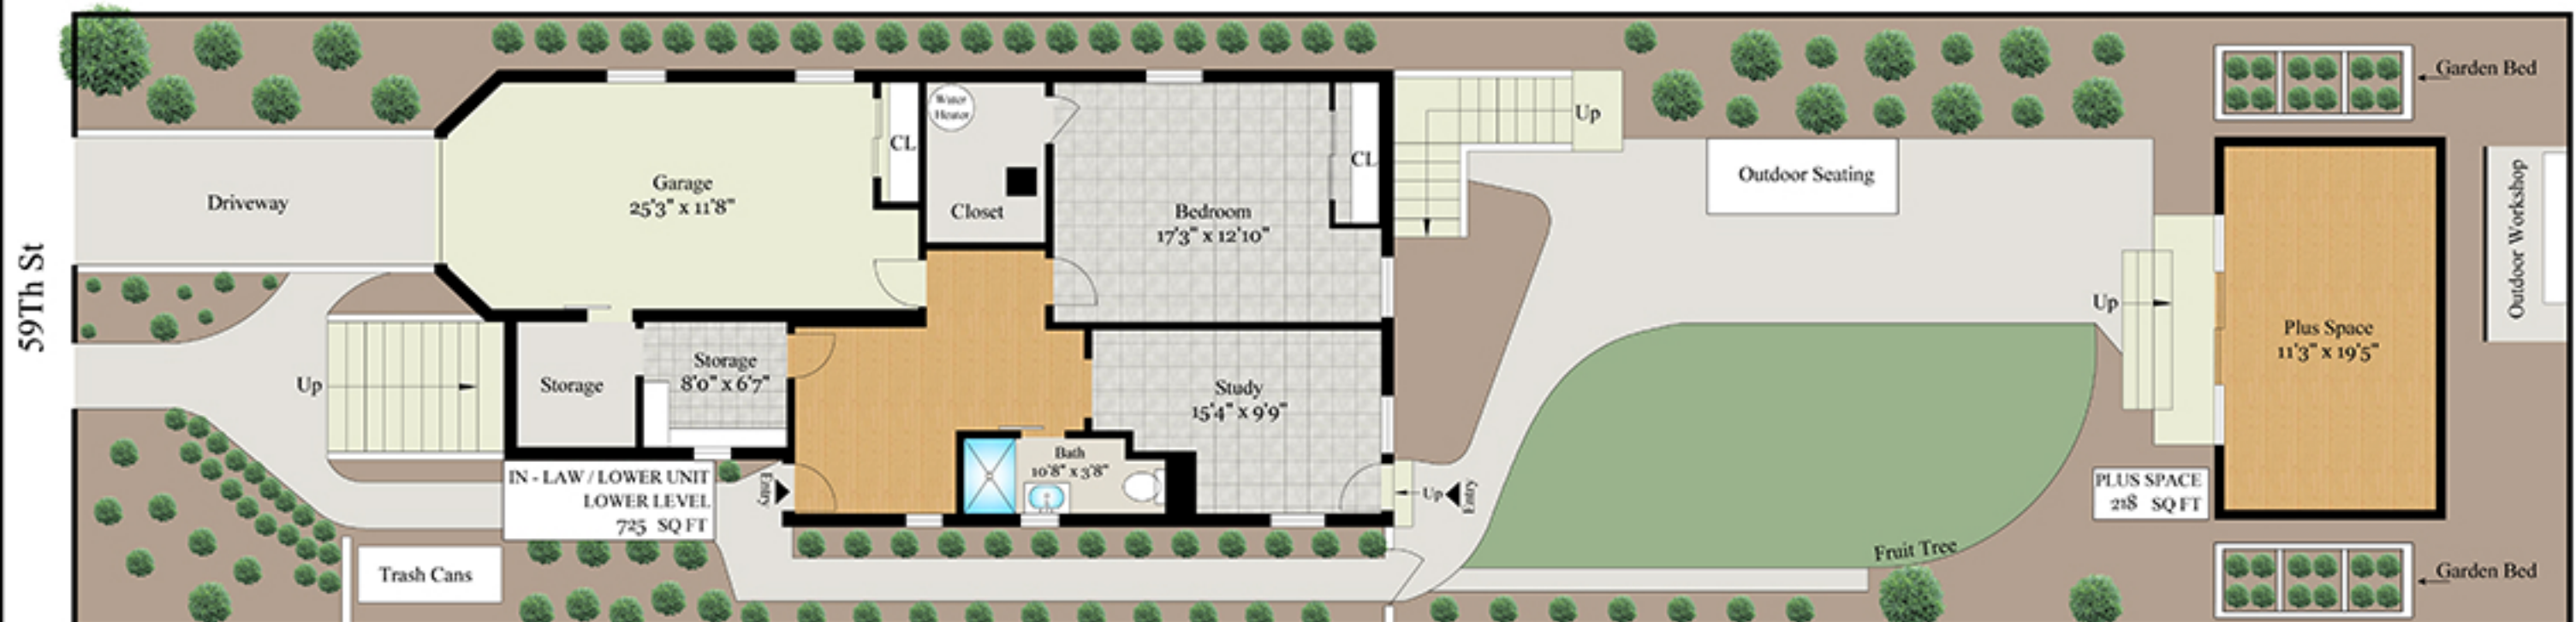 59Th St
Driveway
Garage
25'3" x 11'8"
CL
Water
Heater
Closet
Bedroom
17'3" x 12'10"
CL
Up
Outdoor Seating
Garden Bed
Outdoor Workshop
Up
Storage
Storage
8'0" x 6'7"
Study
15'4" x 9'9"
Bath
10'8" x 3'8"
Up
Plus Space
11'3" x 19'5"
IN - LAW / LOWER UNIT
LOWER LEVEL
725 SQ FT
Entry
Up
Entry
PLUS SPACE
218 SQ FT
Fruit Tree
Trash Cans
Garden Bed